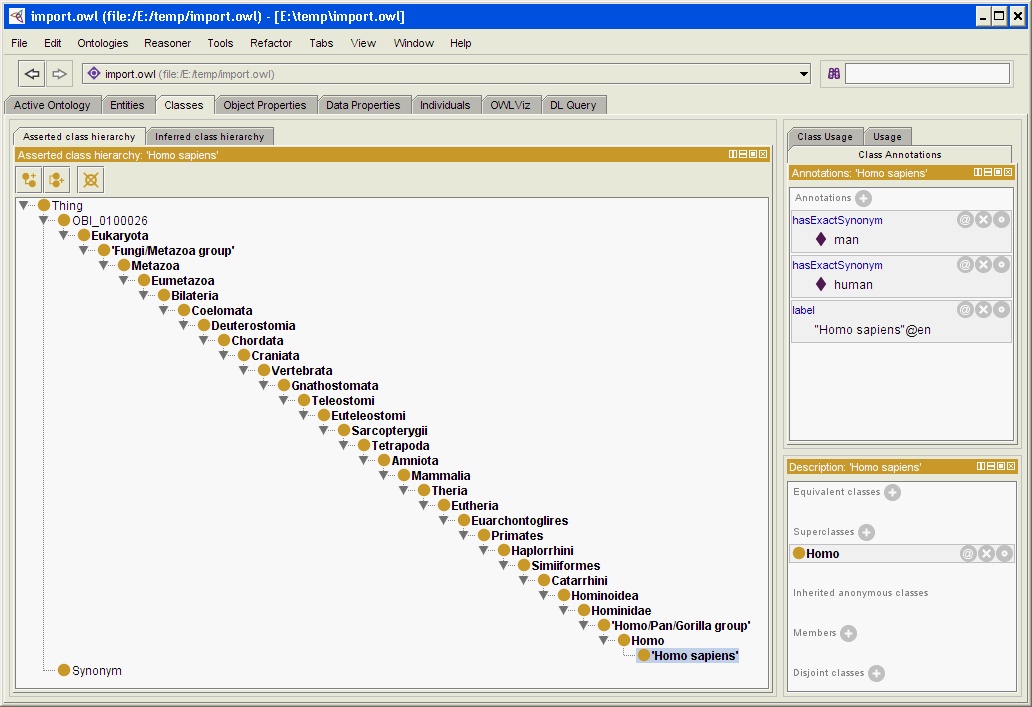 import.owl (file:/E:/temp/import.owl) - [E:\temp\import.owl]
File Edit Ontologies Reasoner Tools Refactor Tabs View Window Help
import.owl (file:/E:/temp/import.owl)
Active Ontology Entities Classes Object Properties Data Properties Individuals OWLViz DL Query
Asserted class hierarchy Inferred class hierarchy
Asserted class hierarchy: 'Homo sapiens'
Thing
OBI_0100026
Eukaryota
'Fungi/Metazoa group'
Metazoa
Eumetazoa
Bilateria
Coelomata
Deuterostomia
Chordata
Craniata
Vertebrata
Gnathostomata
Teleostomi
Euteleostomi
Sarcopterygii
Tetrapoda
Amniota
Mammalia
Theria
Eutheria
Euarchontoglires
Primates
Haplorrhini
Simiiformes
Catarrhini
Hominoidea
Hominidae
'Homo/Pan/Gorilla group'
Homo
'Homo sapiens'
Synonym
Class Usage Usage
Class Annotations
Annotations: 'Homo sapiens'
Annotations
hasExactSynonym
man
hasExactSynonym
human
label
"Homo sapiens"@en
Description: 'Homo sapiens'
Equivalent classes
Superclasses
Homo
Inherited anonymous classes
Members
Disjoint classes